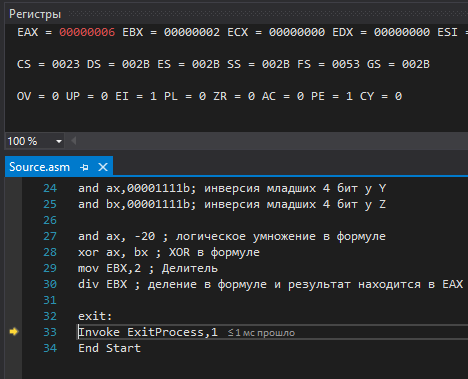 Регистры
EAX = 00000006 EBX = 00000002 ECX = 00000000 EDX = 00000000 ESI =
CS = 0023 DS = 002B ES = 002B SS = 002B FS = 0053 GS = 002B
OV = 0 UP = 0 EI = 1 PL = 0 ZR = 0 AC = 0 PE = 1 CY = 0
100 %
Source.asm
24 and ax,00001111b; инверсия младших 4 бит у Y
25 and bx,00001111b; инверсия младших 4 бит у Z
26
27 and ax, -20 ; логическое умножение в формуле
28 xor ax, bx ; XOR в формуле
29 mov EBX,2 ; Делитель
30 div EBX ; деление в формуле и результат находится в EAX
31
32 exit:
33 Invoke ExitProcess,1 ≤1 мс прошло
34 End Start